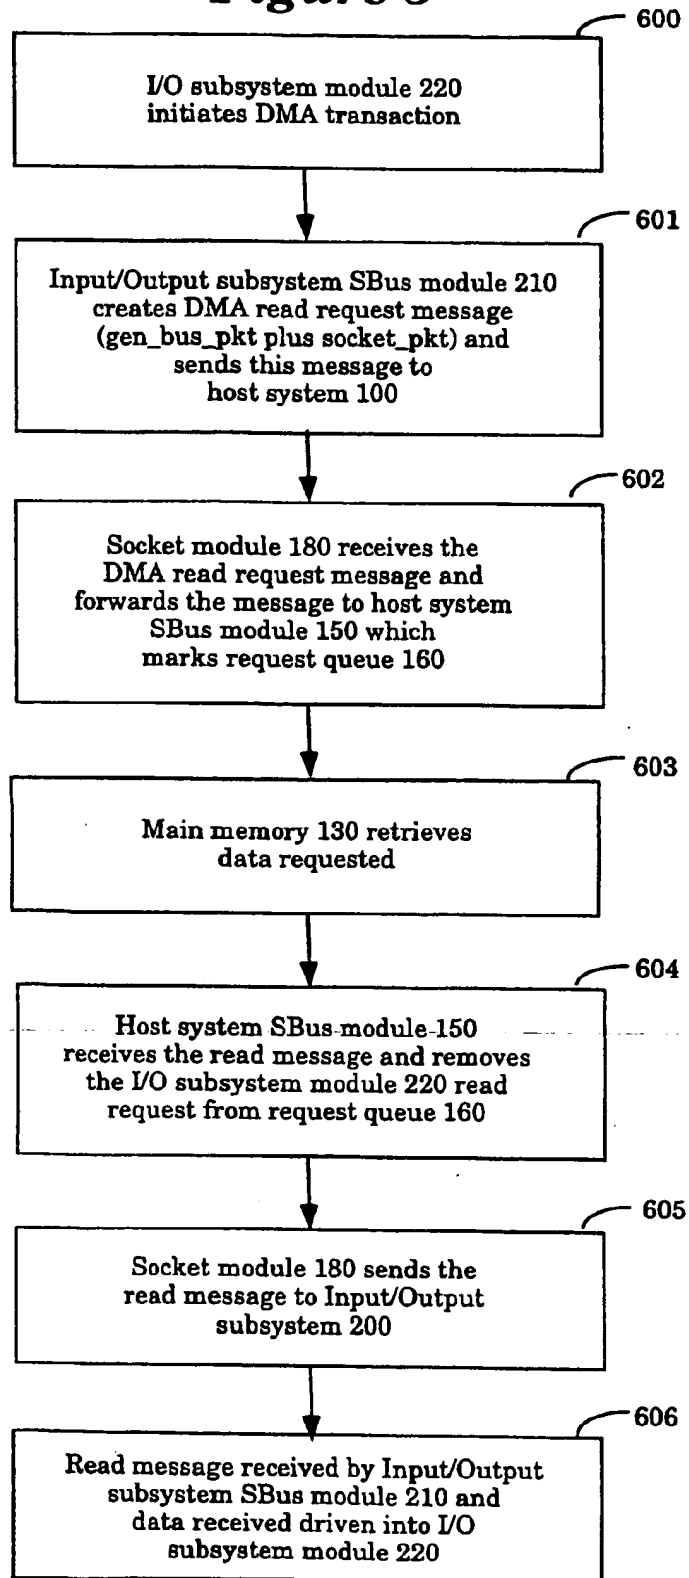 600
I/O subsystem module 220
initiates DMA transaction
601
Input/Output subsystem SBus module 210
creates DMA read request message
(gen_bus_pkt plus socket_pkt) and
sends this message to
host system 100
602
Socket module 180 receives the
DMA read request message and
forwards the message to host system
SBus module 150 which
marks request queue 160
603
Main memory 130 retrieves
data requested
604
Host system SBus module 150
receives the read message and removes
the I/O subsystem module 220 read
request from request queue 160
605
Socket module 180 sends the
read message to Input/Output
subsystem 200
606
Read message received by Input/Output
subsystem SBus module 210 and
data received driven into I/O
subsystem module 220